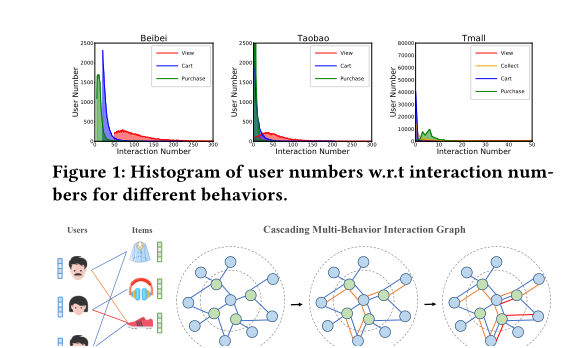 Beibei
Taobao
Tmall
2500
2000
1500
1000
500
0
View
Cart
Purchase
User Number
0 50 100 150 200 250 300
Interaction Number
2500
2000
1500
1000
500
0
View
Cart
Purchase
User Number
0 50 100 150 200 250 300
Interaction Number
80000
70000
60000
50000
40000
30000
20000
10000
0
View
Collect
Cart
Purchase
User Number
0 10 20 30 40 50
Interaction Number
Figure 1: Histogram of user numbers w.r.t interaction num-
bers for different behaviors.
Users
Items
Cascading Multi-Behavior Interaction Graph